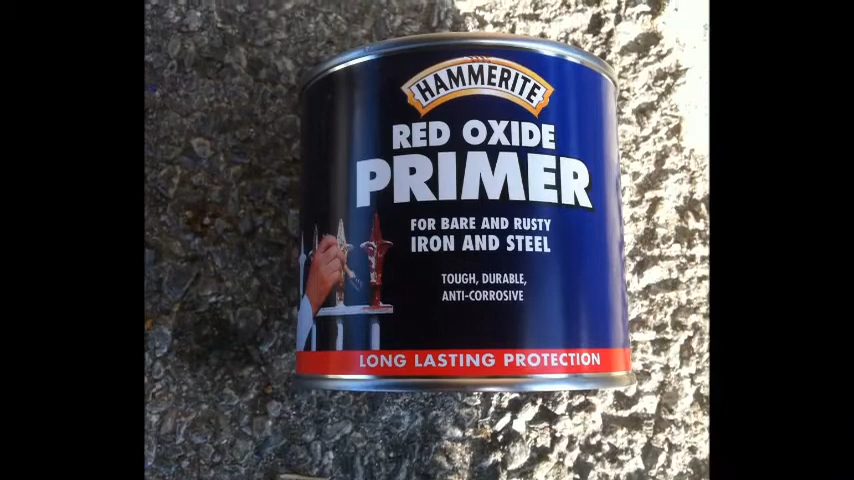 HAMMERITE
RED OXIDE
PRIMER
FOR BARE AND RUSTY
IRON AND STEEL
TOUGH, DURABLE,
ANTI-CORROSIVE
LONG LASTING PROTECTION